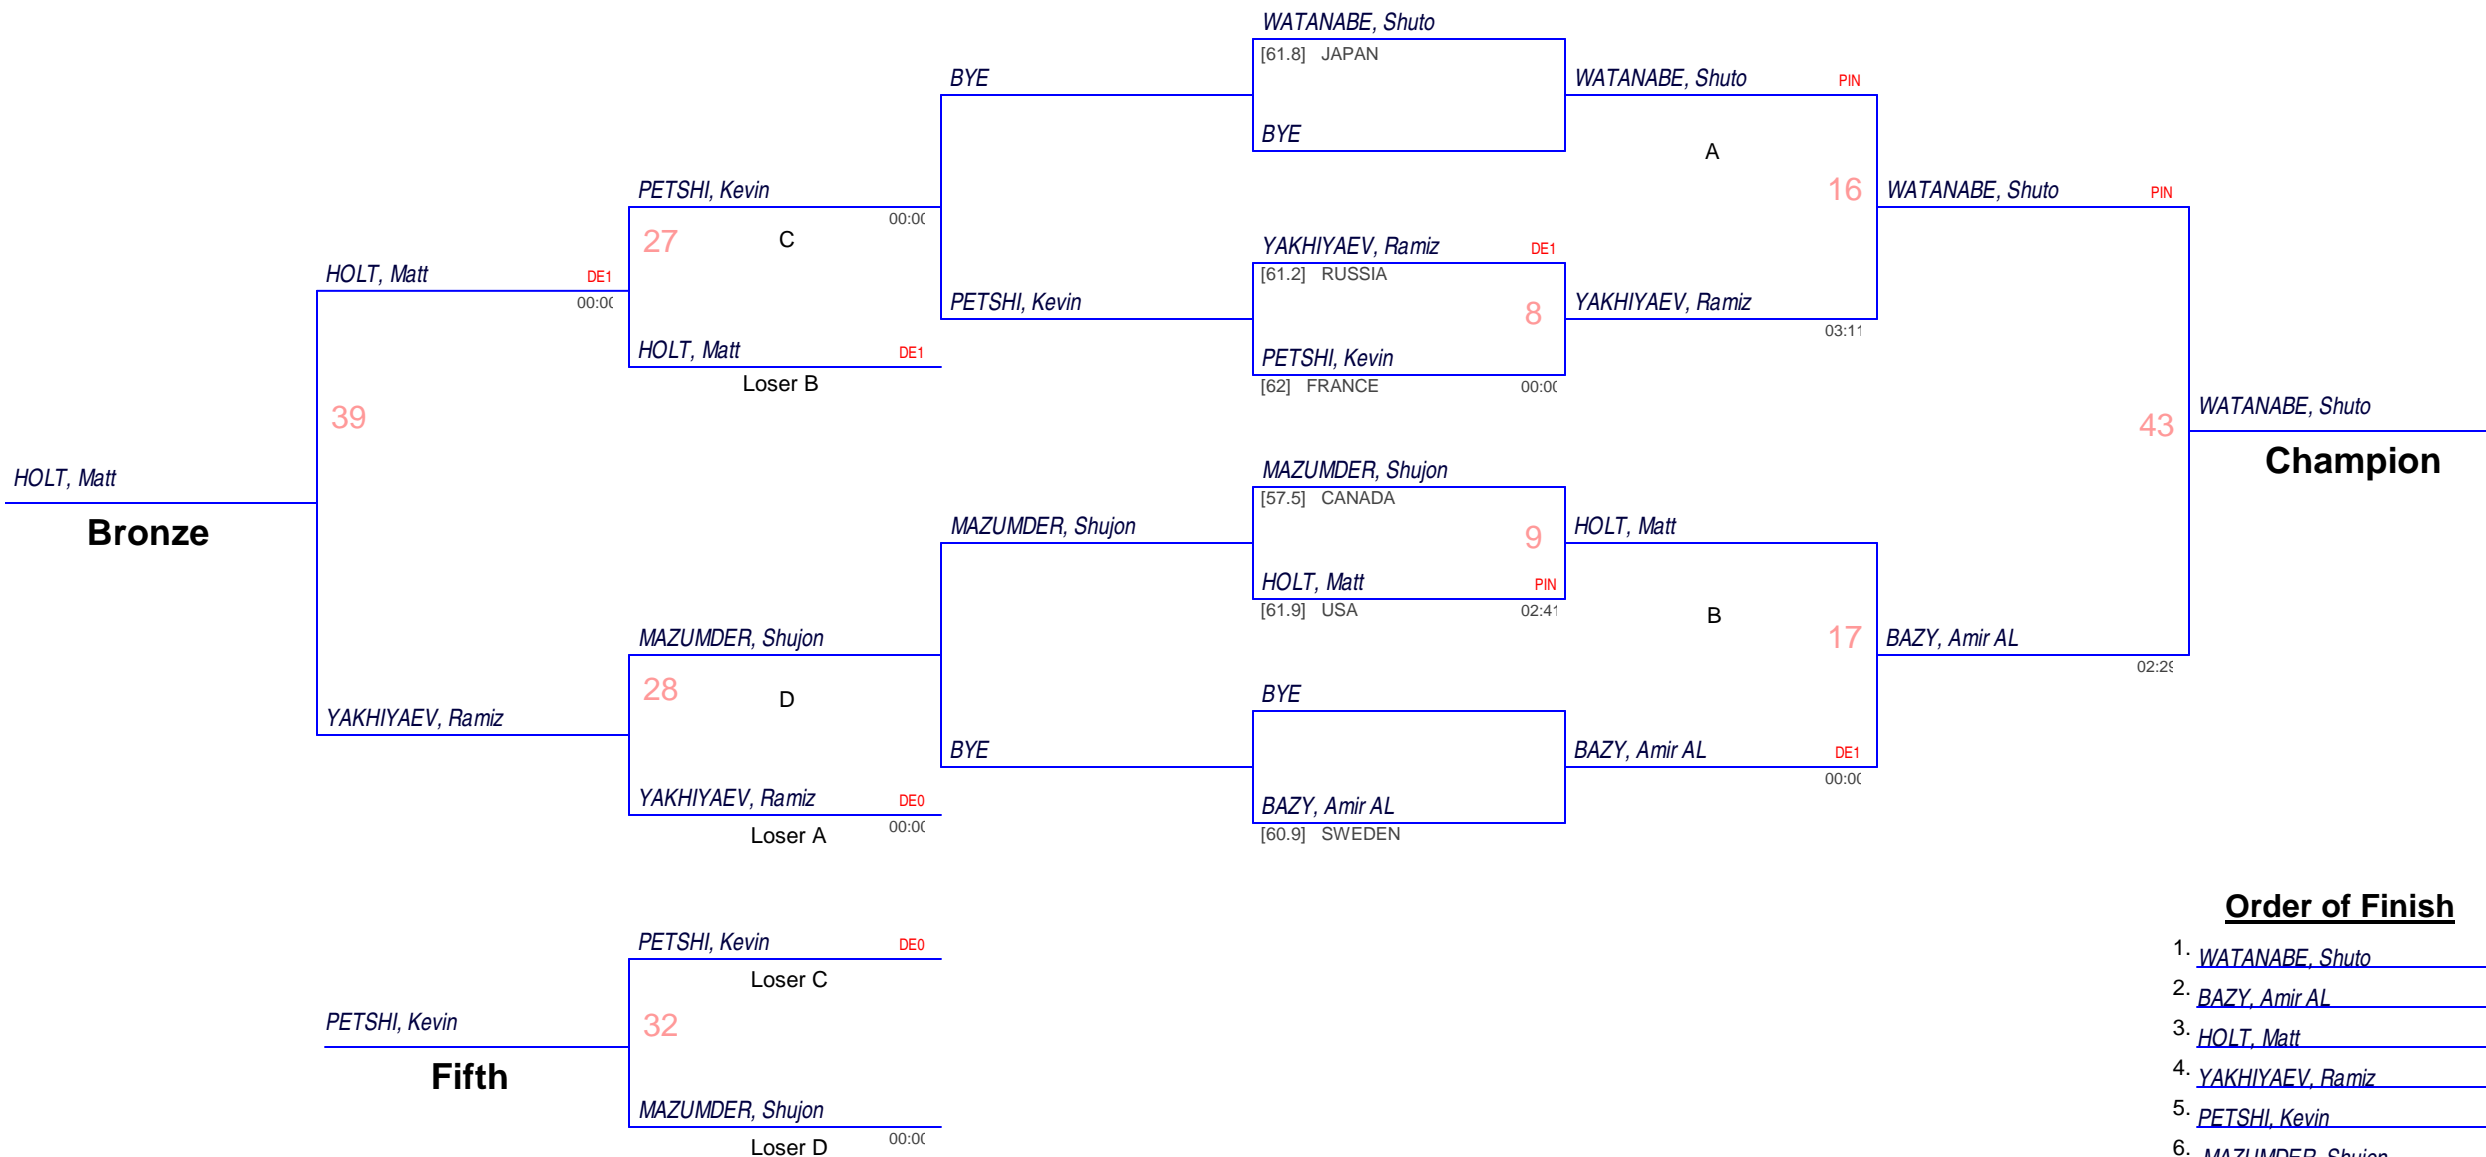 WATANABE, Shuto
[61.8] JAPAN
BYE
WATANABE, Shuto PIN
BYE
A
PETSHI, Kevin
00:00
16
WATANABE, Shuto PIN
27 C
YAKHIYAEV, Ramiz DE1
[61.2] RUSSIA
HOLT, Matt DE1
00:00
PETSHI, Kevin
8
YAKHIYAEV, Ramiz
03:11
HOLT, Matt DE1
Loser B
PETSHI, Kevin
[62] FRANCE 00:00
39
WATANABE, Shuto
43
Champion
HOLT, Matt
Bronze
MAZUMDER, Shujon
[57.5] CANADA
MAZUMDER, Shujon
9
HOLT, Matt
HOLT, Matt PIN
[61.9] USA 02:41
B
MAZUMDER, Shujon
17
BAZY, Amir AL
02:29
28 D
YAKHIYAEV, Ramiz
BYE
BYE
BAZY, Amir AL DE1
00:00
YAKHIYAEV, Ramiz DE0
Loser A 00:00
BAZY, Amir AL
[60.9] SWEDEN
PETSHI, Kevin DE0
Loser C
PETSHI, Kevin
32
Fifth
MAZUMDER, Shujon
Loser D 00:00
Order of Finish
1. WATANABE, Shuto
2. BAZY, Amir AL
3. HOLT, Matt
4. YAKHIYAEV, Ramiz
5. PETSHI, Kevin
6. MAZUMDER, Shujon